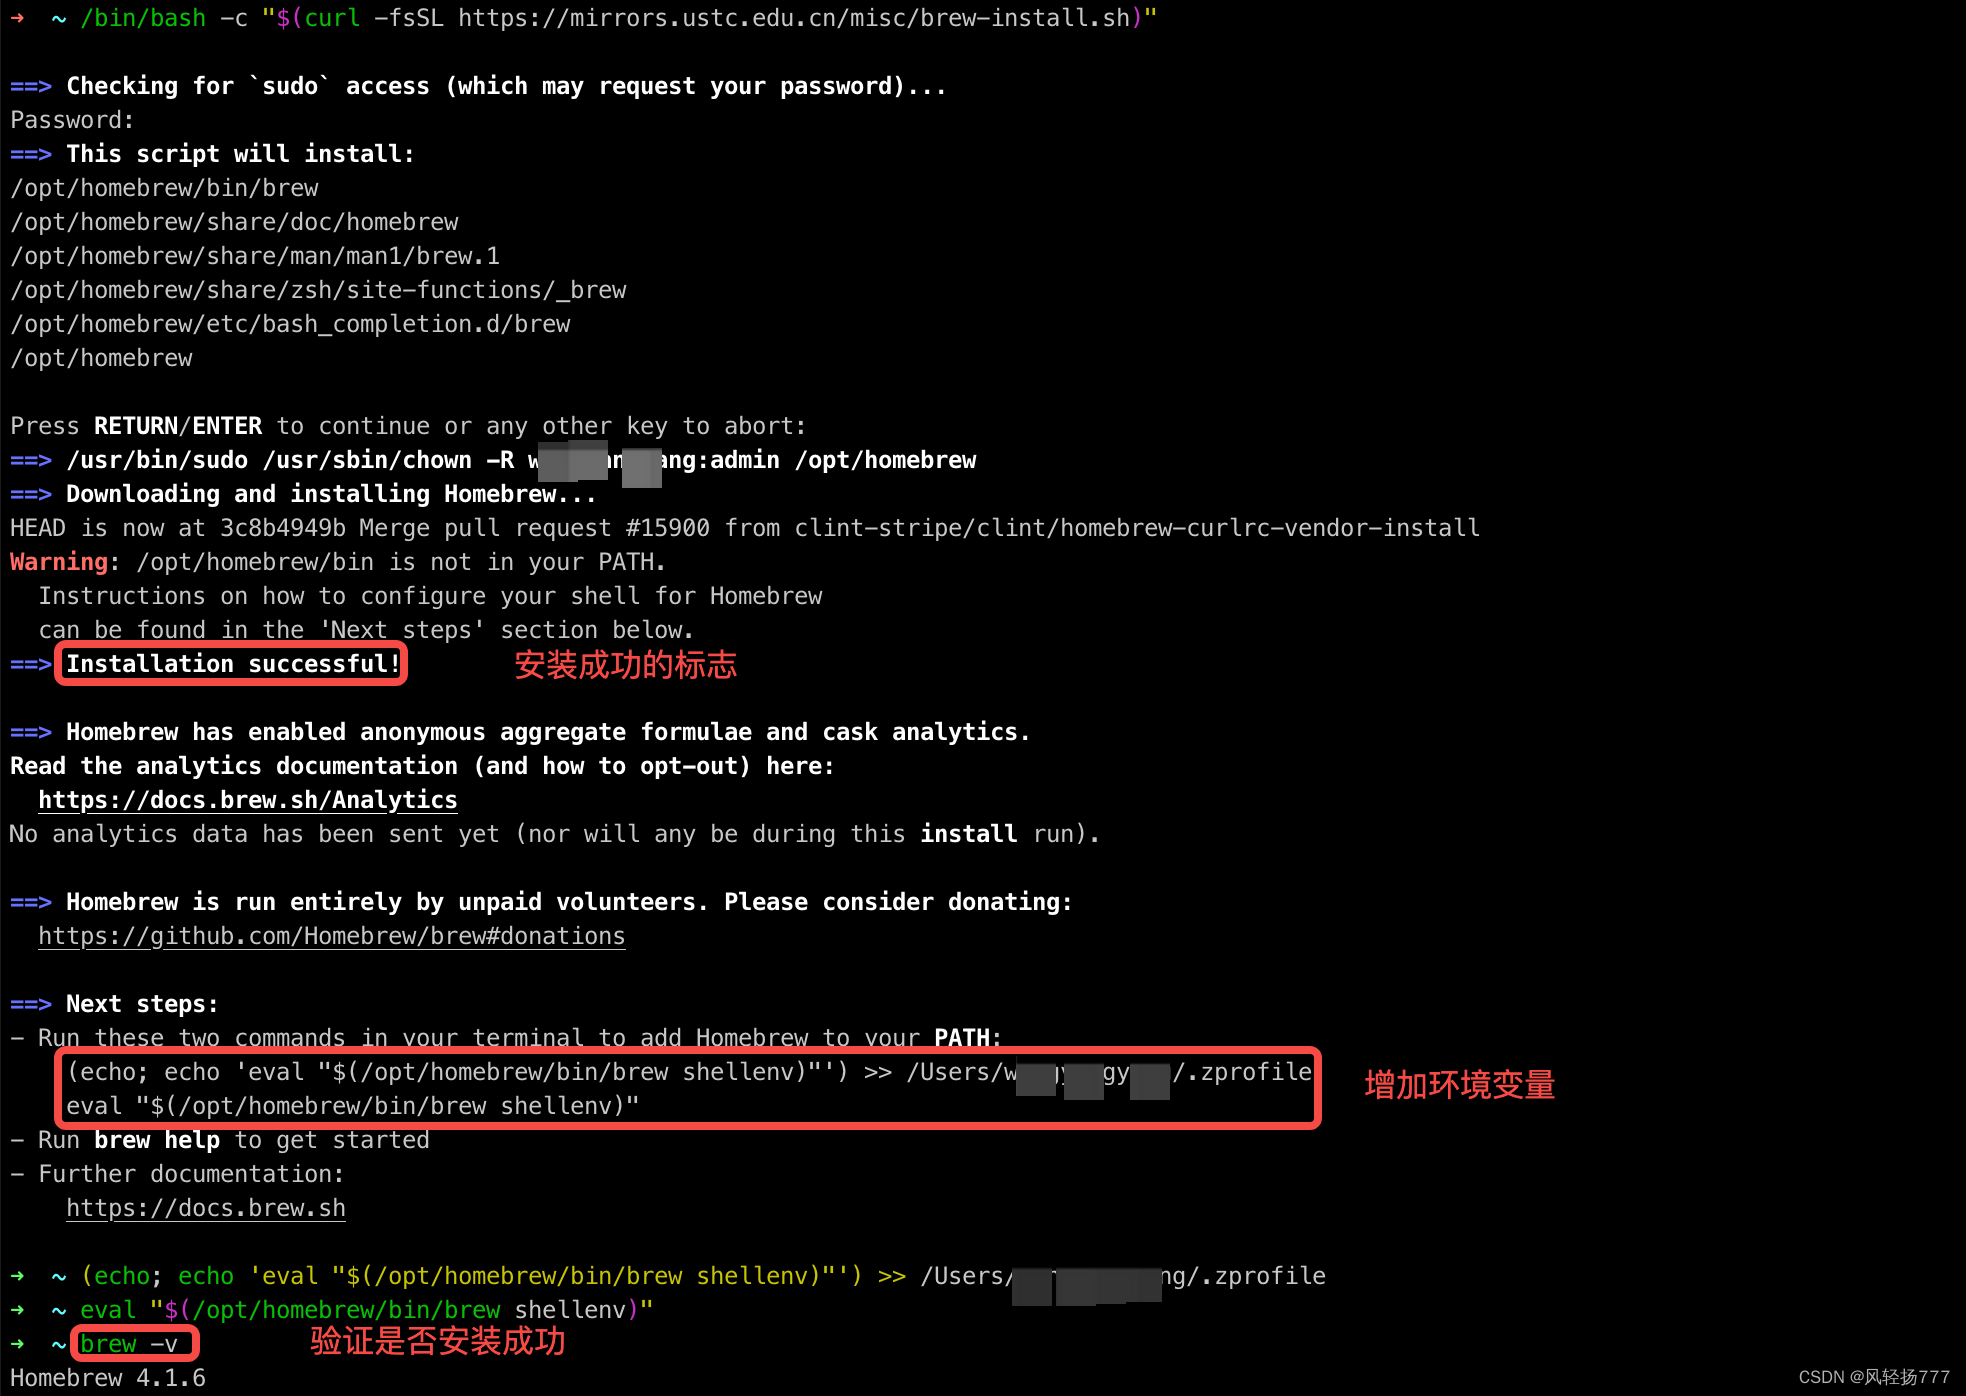 → ~ /bin/bash -c "$(curl -fsSL https://mirrors.ustc.edu.cn/misc/brew-install.sh)"
==> Checking for `sudo` access (which may request your password)...
Password:
==> This script will install:
/opt/homebrew/bin/brew
/opt/homebrew/share/doc/homebrew
/opt/homebrew/share/man/man1/brew.1
/opt/homebrew/share/zsh/site-functions/_brew
/opt/homebrew/etc/bash_completion.d/brew
/opt/homebrew
Press RETURN/ENTER to continue or any other key to abort:
==> /usr/bin/sudo /usr/sbin/chown -R ang:admin /opt/homebrew
==> Downloading and installing Homebrew...
HEAD is now at 3c8b4949b Merge pull request #15900 from clint-stripe/clint/homebrew-curlrc-vendor-install
Warning: /opt/homebrew/bin is not in your PATH.
Instructions on how to configure your shell for Homebrew
can be found in the 'Next steps' section below.
==> Installation successful! 安装成功的标志
==> Homebrew has enabled anonymous aggregate formulae and cask analytics.
Read the analytics documentation (and how to opt-out) here:
https://docs.brew.sh/Analytics
No analytics data has been sent yet (nor will any be during this install run).
==> Homebrew is run entirely by unpaid volunteers. Please consider donating:
https://github.com/Homebrew/brew#donations
==> Next steps:
- Run these two commands in your terminal to add Homebrew to your PATH:
(echo; echo 'eval "$(/opt/homebrew/bin/brew shellenv)"') >> /Users/ /.zprofile
eval "$(/opt/homebrew/bin/brew shellenv)"
增加环境变量
- Run brew help to get started
- Further documentation:
https://docs.brew.sh
→ ~ (echo; echo 'eval "$(/opt/homebrew/bin/brew shellenv)"') >> /Users/ ng/.zprofile
→ ~ eval "$(/opt/homebrew/bin/brew shellenv)"
→ ~ brew -v 验证是否安装成功
Homebrew 4.1.6
CSDN @风轻扬777